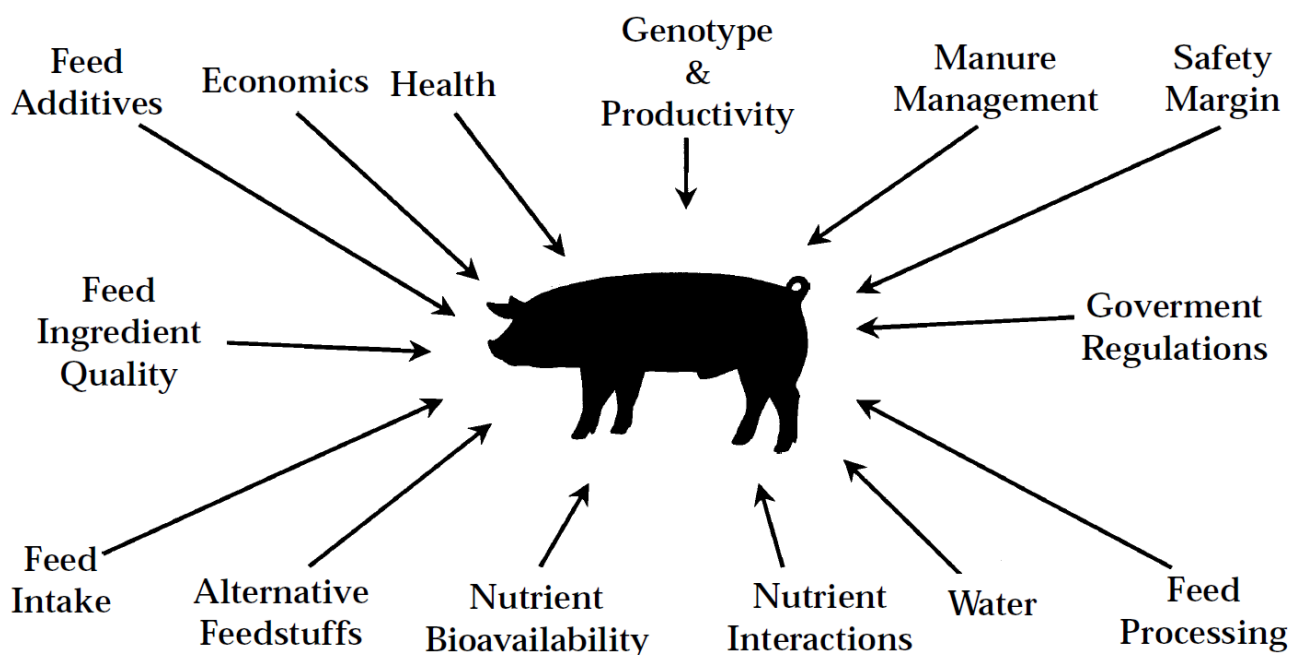 Feed
Additives
Economics
Health
Genotype
&
Productivity
Manure
Management
Safety
Margin
Feed
Ingredient
Quality
Goverment
Regulations
Feed
Intake
Alternative
Feedstuffs
Nutrient
Bioavailability
Nutrient
Interactions
Water
Feed
Processing